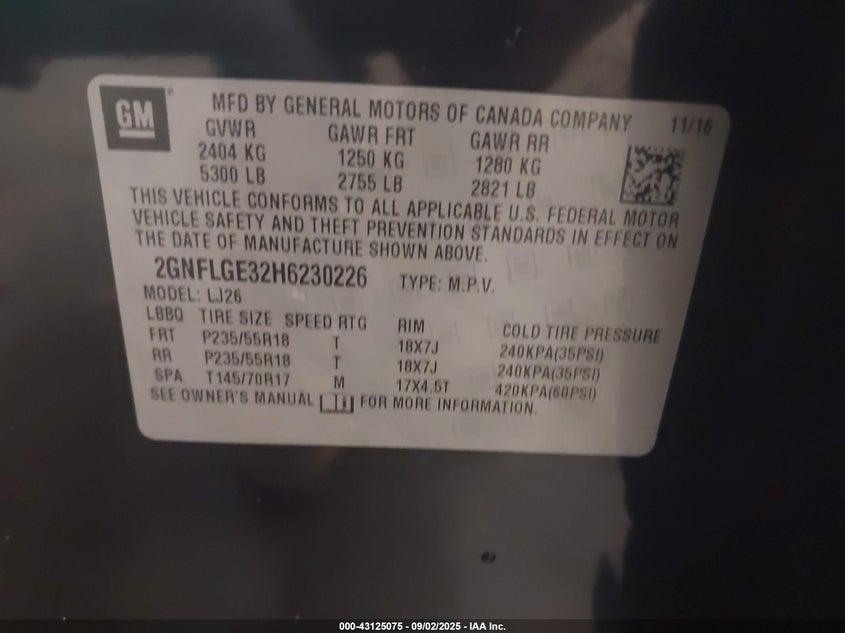 GM
MFD BY GENERAL MOTORS OF CANADA COMPANY 11/16
GVWR GAWR FRT GAWR RR
2404 KG 1250 KG 1280 KG
5300 LB 2755 LB 2821 LB
THIS VEHICLE CONFORMS TO ALL APPLICABLE U.S. FEDERAL MOTOR
VEHICLE SAFETY AND THEFT PREVENTION STANDARDS IN EFFECT ON
THE DATE OF MANUFACTURE SHOWN ABOVE.
2GNFLGE32H6230226 TYPE: M.P.V.
MODEL: LJ26
LBBQ TIRE SIZE SPEED RTG RIM COLD TIRE PRESSURE
FRT P235/55R18 T 18X7J 240KPA(35PSI)
RR P235/55R18 T 18X7J 240KPA(35PSI)
SPA T145/70R17 M 17X4.5T 420KPA(60PSI)
SEE OWNER'S MANUAL FOR MORE INFORMATION.
000-43125075 - 09/02/2025 - IAA Inc.